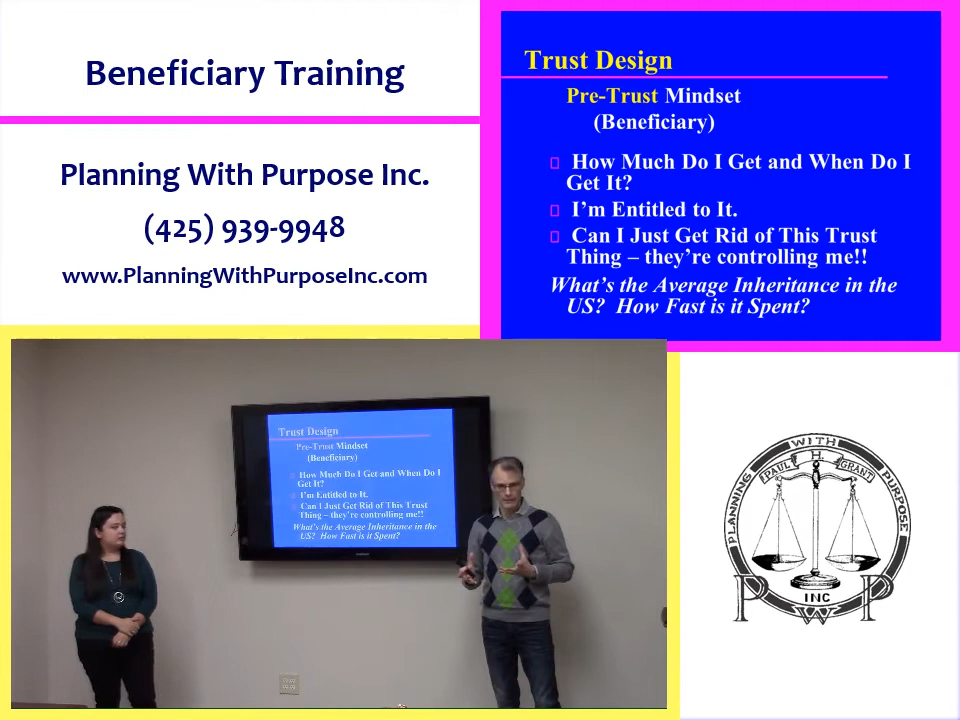 Beneficiary Training
Planning With Purpose Inc.
(425) 939-9948
www.PlanningWithPurposeInc.com
Trust Design
Pre-Trust Mindset
(Beneficiary)
How Much Do I Get and When Do I
Get It?
I'm Entitled to It.
Can I Just Get Rid of This Trust
Thing – they're controlling me!!
What's the Average Inheritance in the
US? How Fast is it Spent?
Trust Design
Pre-Trust Mindset
(Beneficiary)
How Much Do I Get and When Do I
Get It?
I'm Entitled to It.
Can I Just Get Rid of This Trust
Thing – they're controlling me!!
What's the Average Inheritance in the
US? How Fast is it Spent?
PLANNING WITH PURPOSE
PAUL H. GRANT
INC
PWP